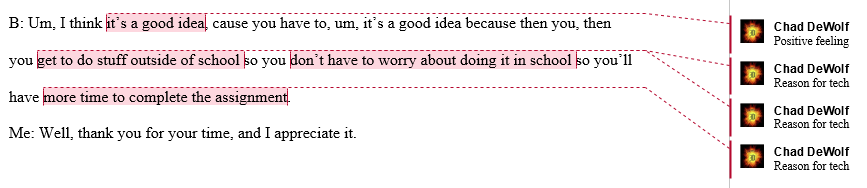 B: Um, I think it’s a good idea, cause you have to, um, it’s a good idea because then you, then
you get to do stuff outside of school so you don’t have to worry about doing it in school so you’ll
have more time to complete the assignment.
Me: Well, thank you for your time, and I appreciate it.
Chad DeWolf
Positive feeling
Chad DeWolf
Reason for tech
Chad DeWolf
Reason for tech
Chad DeWolf
Reason for tech